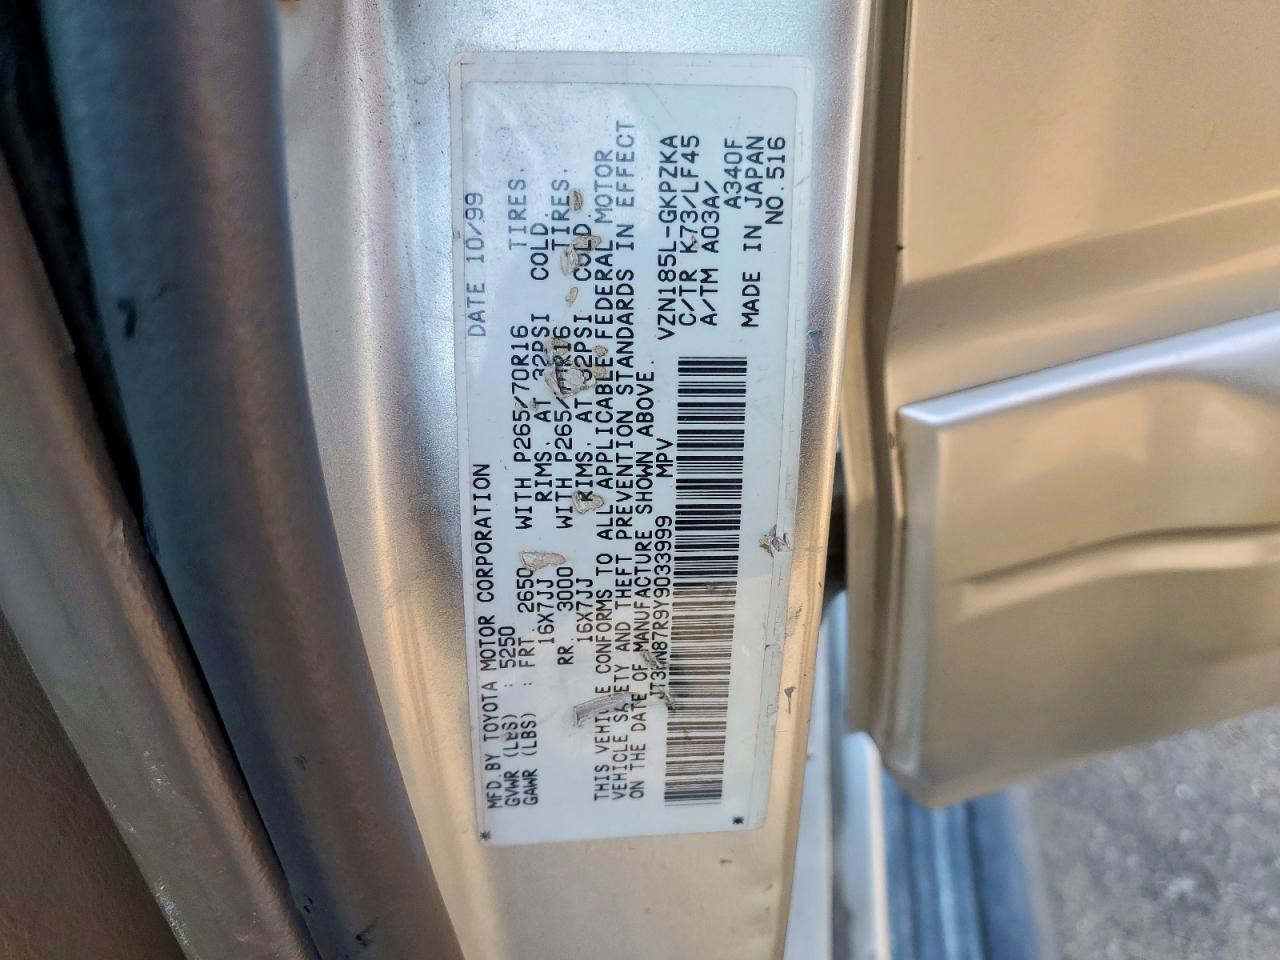 MFD. BY TOYOTA MOTOR CORPORATION DATE 10/99
GVWR (LBS) : 5250
GAWR (LBS) : FRT. 2650 WITH P265/70R16 TIRES.
16X7JJ RIMS. AT 32PSI COLD.
RR. 3000 WITH P265/70R16 TIRES.
16X7JJ RIMS. AT 32PSI COLD.
THIS VEHICLE CONFORMS TO ALL APPLICABLE FEDERAL MOTOR
VEHICLE SAFETY AND THEFT PREVENTION STANDARDS IN EFFECT
ON THE DATE OF MANUFACTURE SHOWN ABOVE.
MPV
VZN185L-GKPZKA
C/TR K73/LF45
A/TM A03A/
A340F
MADE IN JAPAN
NO. 516